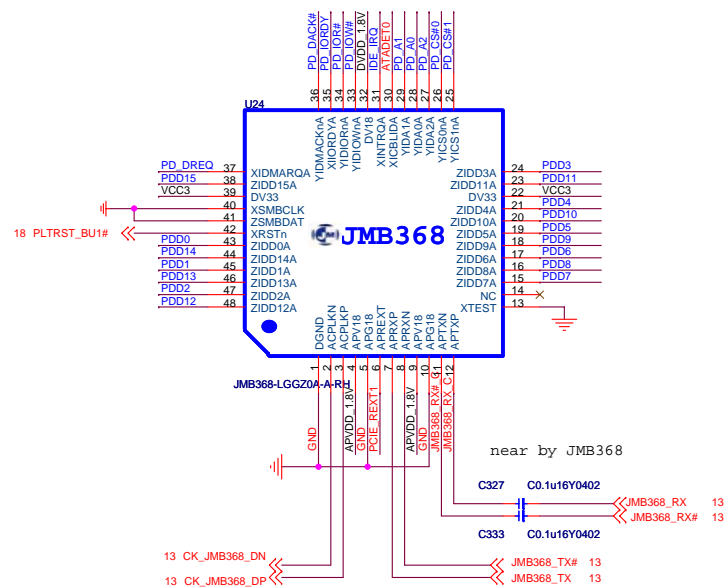 PD_DACK#
PD_IORDY
PD_IOR#
PD_IOW#
DVDD_1.8V
IDE_IRQ
ATADET0
PD_A1
PD_A0
PD_A2
PD_CS#0
PD_CS#1
36 35 34 33 32 31 30 29 28 27 26 25
U24
YIDMACKnA
XIIORDYA
YIDIORnA
YIDIOWnA
DV18
XINTRQA
XICBLIDA
YIDA1A
YIDA0A
YIDA2A
YICS0nA
YICS1nA
PD_DREQ 37 XIDMARQA
PDD15 38 ZIDD15A
VCC3 39 DV33
40 XSMBCLK
41 ZSMBDAT
18 PLTRST_BU1# 42 XRSTn
PDD0 43 ZIDD0A
PDD14 44 ZIDD14A
PDD1 45 ZIDD1A
PDD13 46 ZIDD13A
PDD2 47 ZIDD2A
PDD12 48 ZIDD12A
JMB368
ZIDD3A 24 PDD3
ZIDD11A 23 PDD11
DV33 22 VCC3
ZIDD4A 21 PDD4
ZIDD10A 20 PDD10
ZIDD5A 19 PDD5
ZIDD9A 18 PDD9
ZIDD6A 17 PDD6
ZIDD8A 16 PDD8
ZIDD7A 15 PDD7
NC 14
XTEST 13
DGND
ACPLKN
ACPLKP
APV18
APG18
APREXT
APRXP
APRXN
APV18
APG18
APTXN
APTXP
JMB368-LGGZ0A-A-RH
1 2 3 4 5 6 7 8 9 10 11 12
GND
APVDD_1.8V
GND
PCIE_REXT1
APVDD_1.8V
GND
JMB368_RX#_C
JMB368_RX_C
near by JMB368
C327 C0.1u16Y0402
JMB368_RX 13
JMB368_RX# 13
C333 C0.1u16Y0402
13 CK_JMB368_DN
JMB368_TX# 13
13 CK_JMB368_DP
JMB368_TX 13